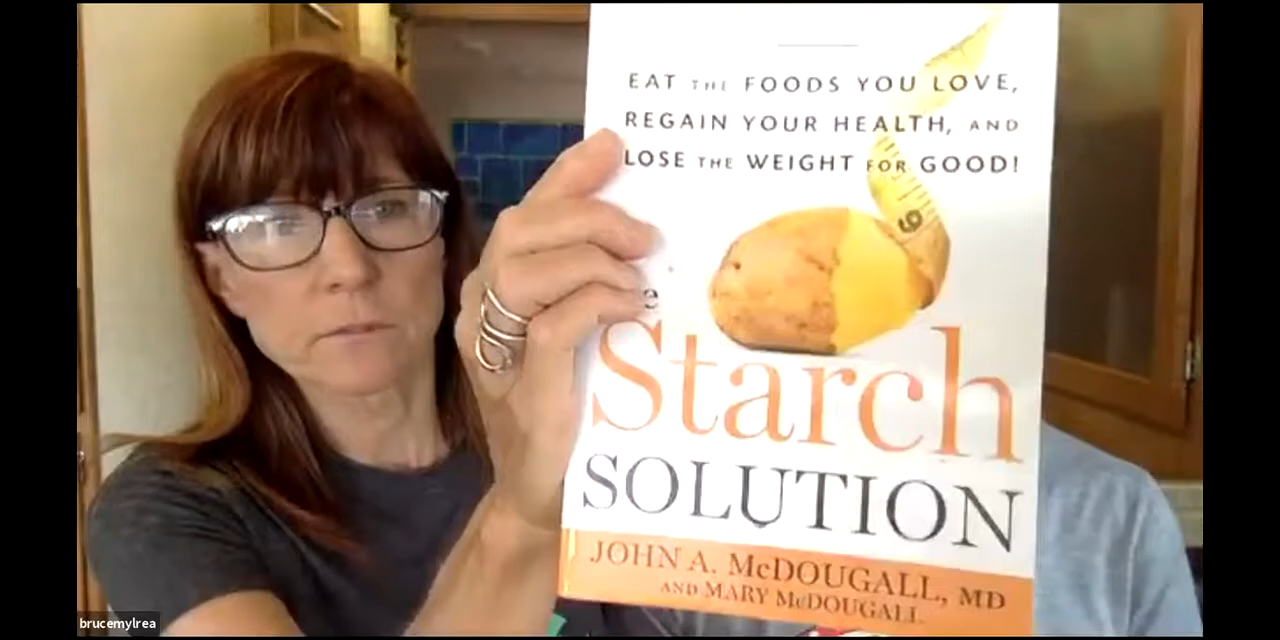 EAT THE FOODS YOU LOVE,
REGAIN YOUR HEALTH, AND
LOSE THE WEIGHT FOR GOOD!
9
e
Starch
SOLUTION
JOHN A. McDOUGALL, MD
AND MARY McDOUGALL
brucemylrea